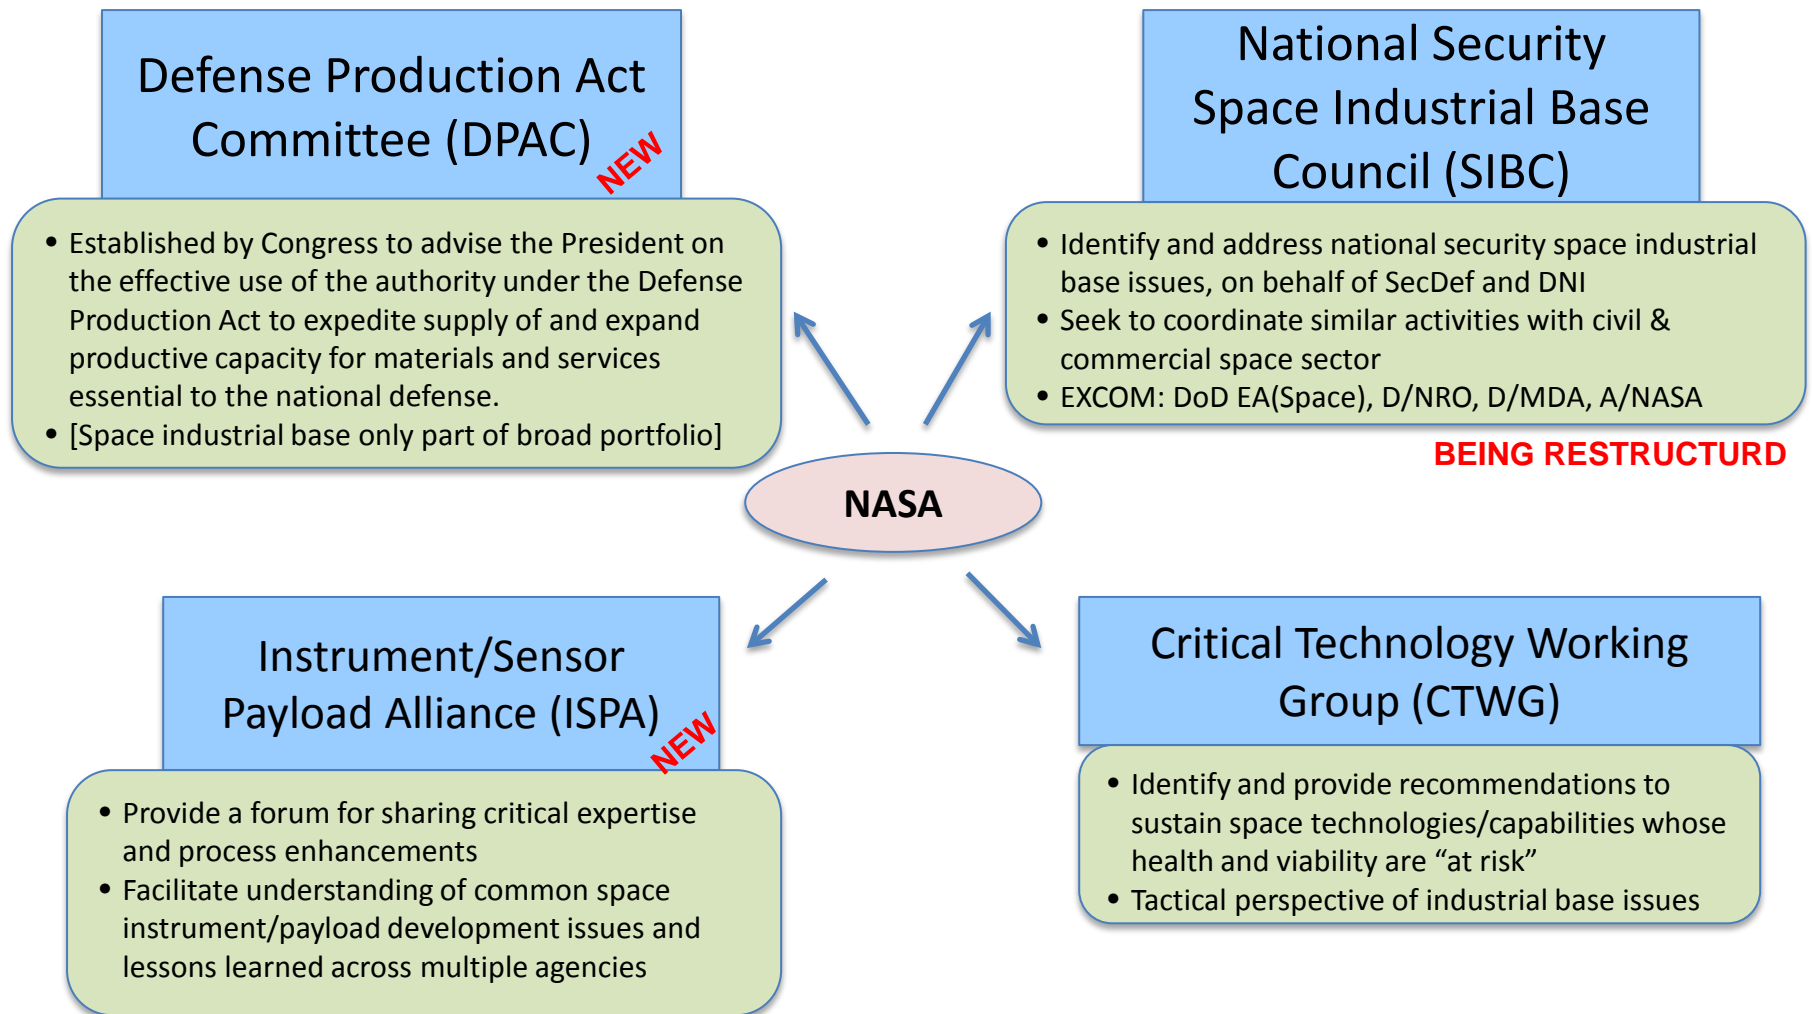 Defense Production Act
Committee (DPAC)
NEW
• Established by Congress to advise the President on
the effective use of the authority under the Defense
Production Act to expedite supply of and expand
productive capacity for materials and services
essential to the national defense.
• [Space industrial base only part of broad portfolio]
National Security
Space Industrial Base
Council (SIBC)
• Identify and address national security space industrial
base issues, on behalf of SecDef and DNI
• Seek to coordinate similar activities with civil &
commercial space sector
• EXCOM: DoD EA(Space), D/NRO, D/MDA, A/NASA
BEING RESTRUCTURD
NASA
Instrument/Sensor
Payload Alliance (ISPA)
NEW
• Provide a forum for sharing critical expertise
and process enhancements
• Facilitate understanding of common space
instrument/payload development issues and
lessons learned across multiple agencies
Critical Technology Working
Group (CTWG)
• Identify and provide recommendations to
sustain space technologies/capabilities whose
health and viability are “at risk”
• Tactical perspective of industrial base issues